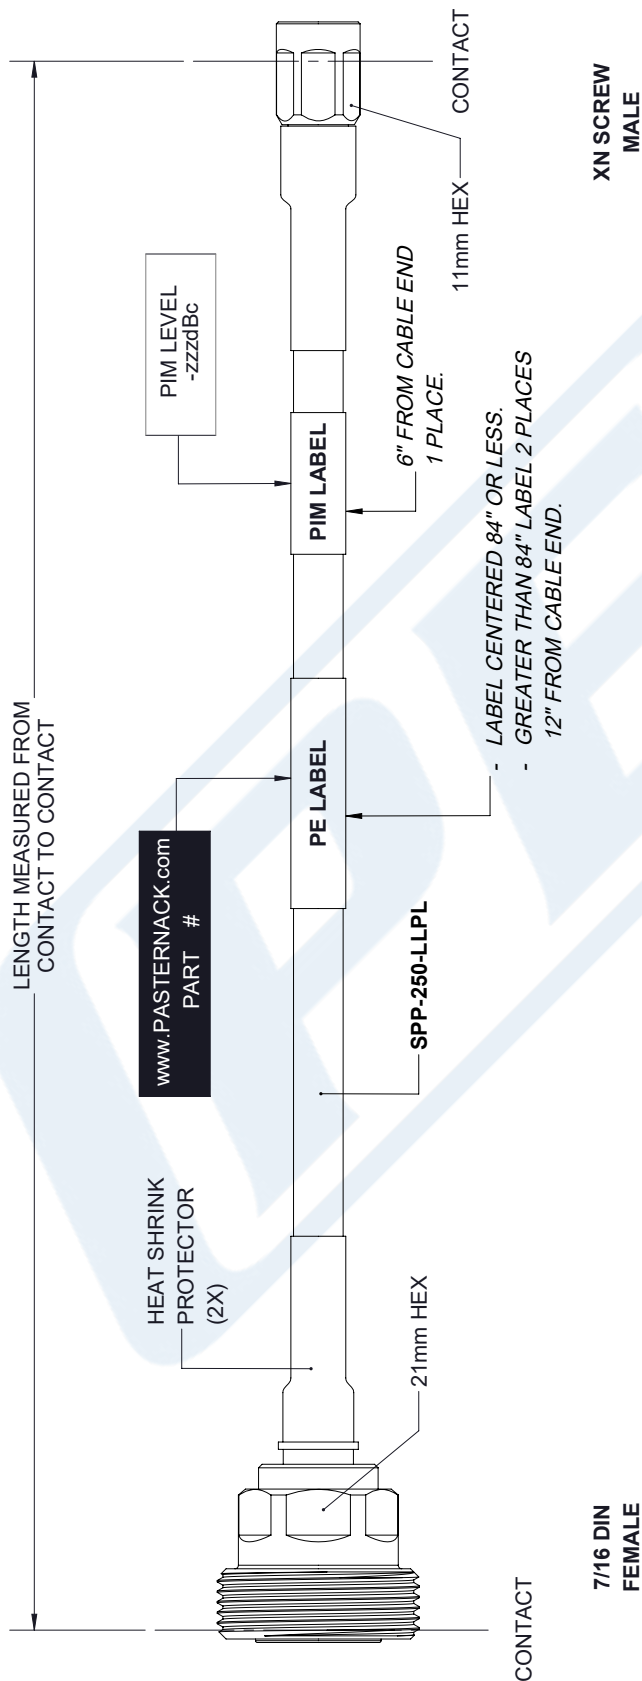 LENGTH MEASURED FROM
CONTACT TO CONTACT
HEAT SHRINK
PROTECTOR
(2X)
www.PASTERNACK.com
PART #
PIM LEVEL
-zzzdBc
PE LABEL
PIM LABEL
21mm HEX
SPP-250-LLPL
6" FROM CABLE END
1 PLACE.
11mm HEX
CONTACT
- LABEL CENTERED 84" OR LESS.
- GREATER THAN 84" LABEL 2 PLACES
12" FROM CABLE END.
CONTACT
7/16 DIN
FEMALE
XN SCREW
MALE